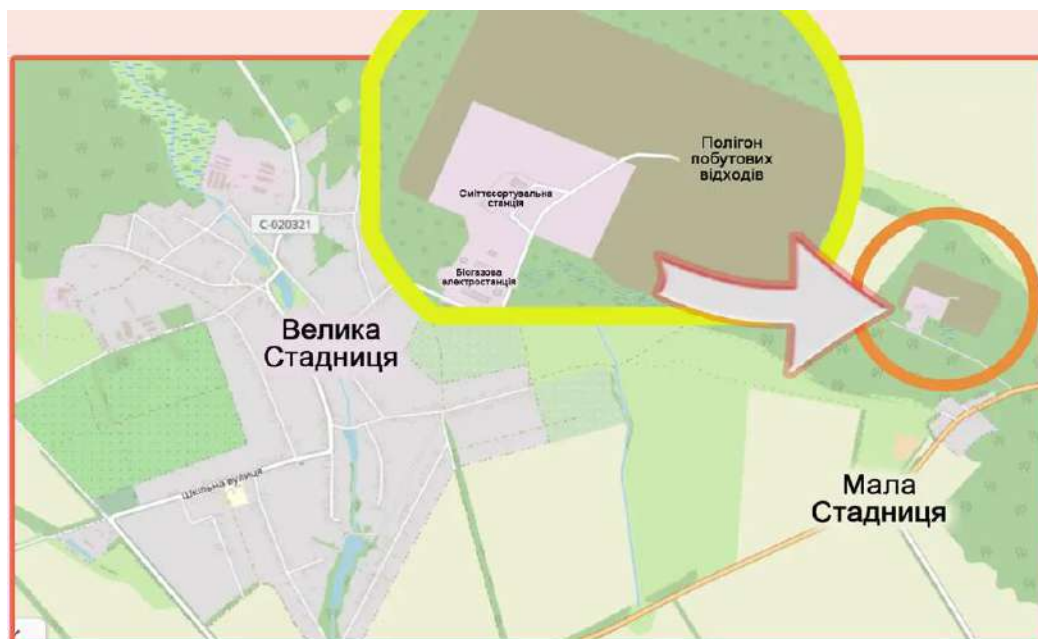 Полігон
побутових
відходів
Сміттєсортувальна
станція
С-020321
Біогазова
електростанція
Велика
Стадниця
Шкільна вулиця
Мала
Стадниця